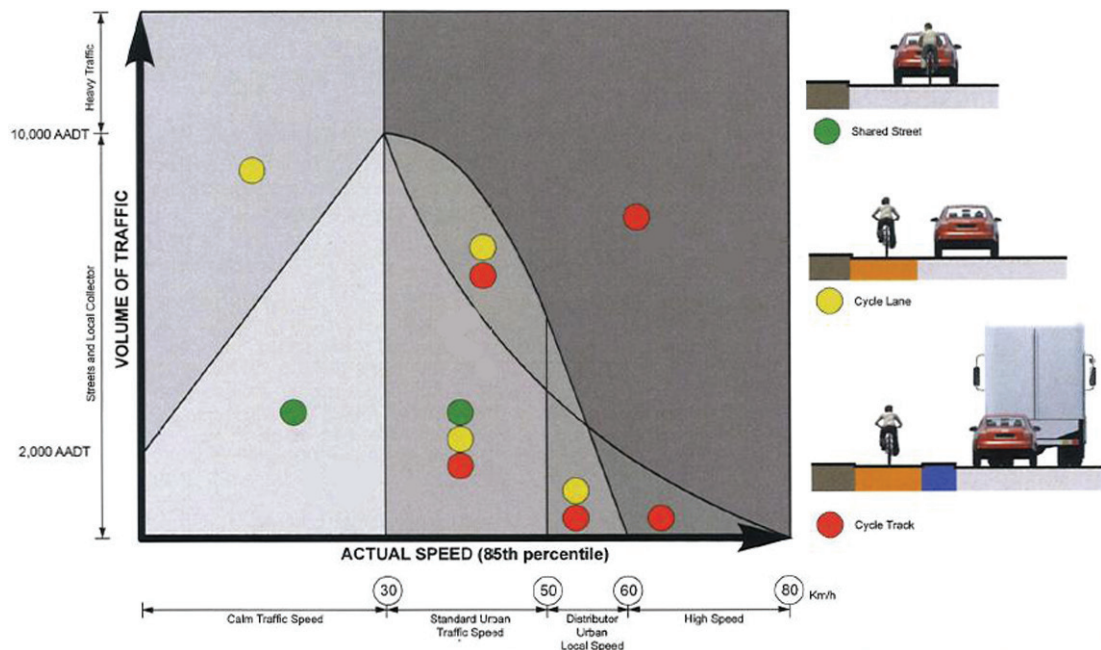 Heavy Traffic
10,000 AADT
VOLUME OF TRAFFIC
Streets and Local Collector
2,000 AADT
ACTUAL SPEED (85th percentile)
30
50
60
80
Km/h
Calm Traffic Speed
Standard Urban
Traffic Speed
Distributor
Urban
Local Speed
High Speed
Shared Street
Cycle Lane
Cycle Track